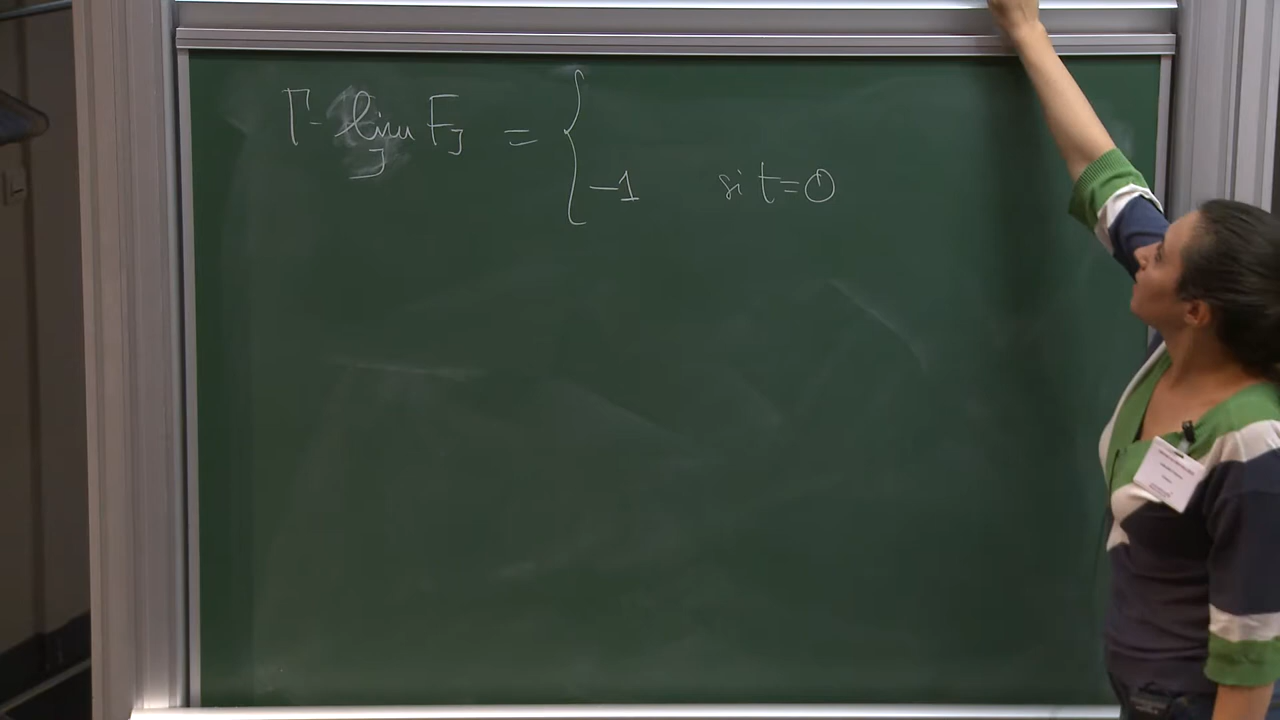 Γ-lim F_J = {
J
-1 si t=0